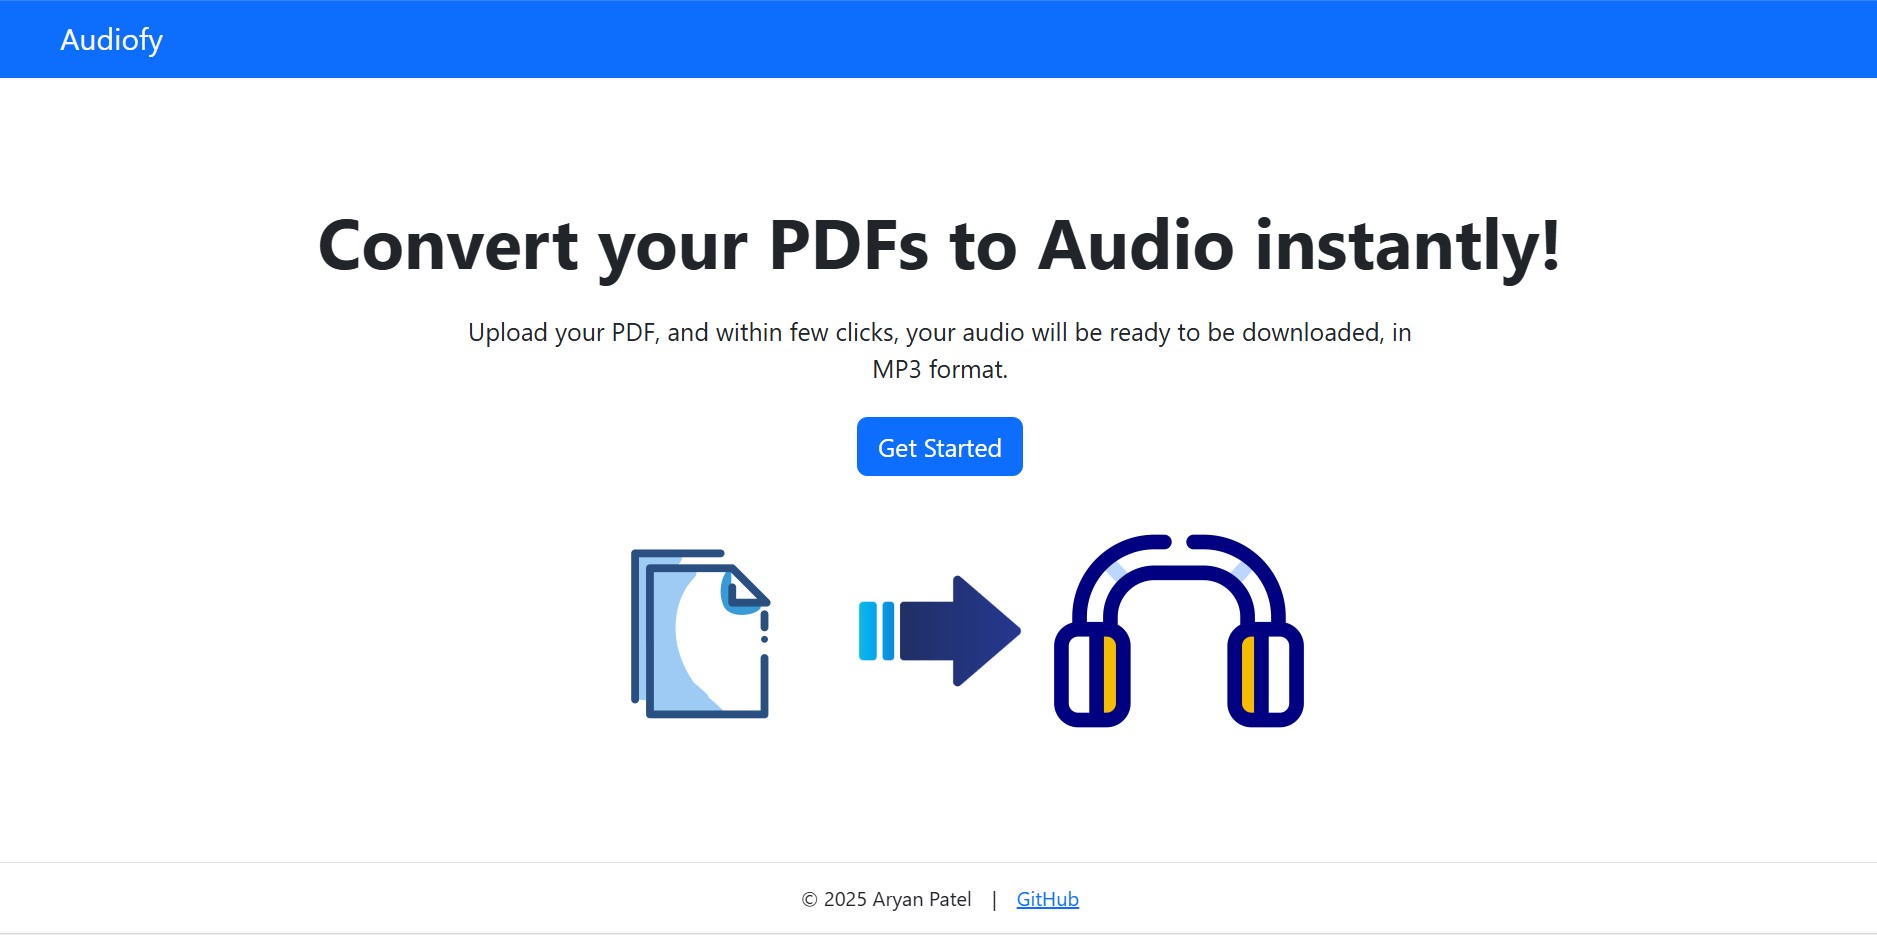 Audiofy
Convert your PDFs to Audio instantly!
Upload your PDF, and within few clicks, your audio will be ready to be downloaded, in
MP3 format.
Get Started
© 2025 Aryan Patel | GitHub